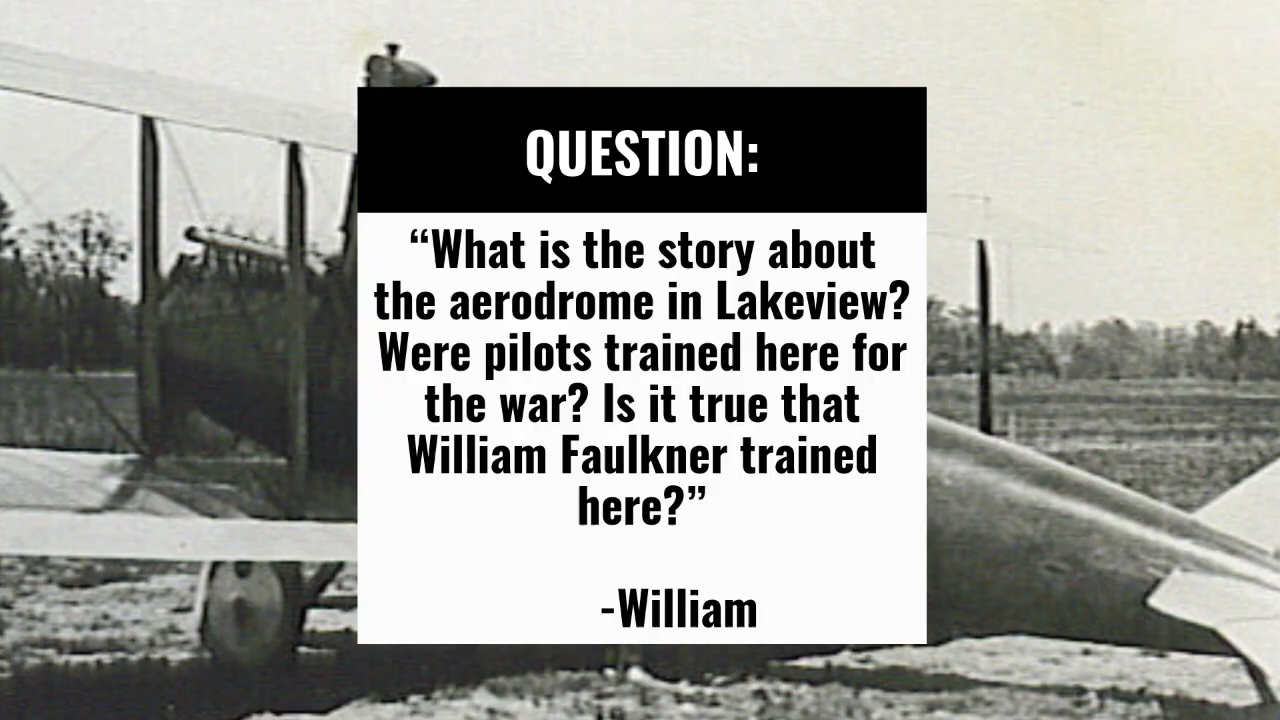 QUESTION:
“What is the story about
the aerodrome in Lakeview?
Were pilots trained here for
the war? Is it true that
William Faulkner trained
here?”
-William